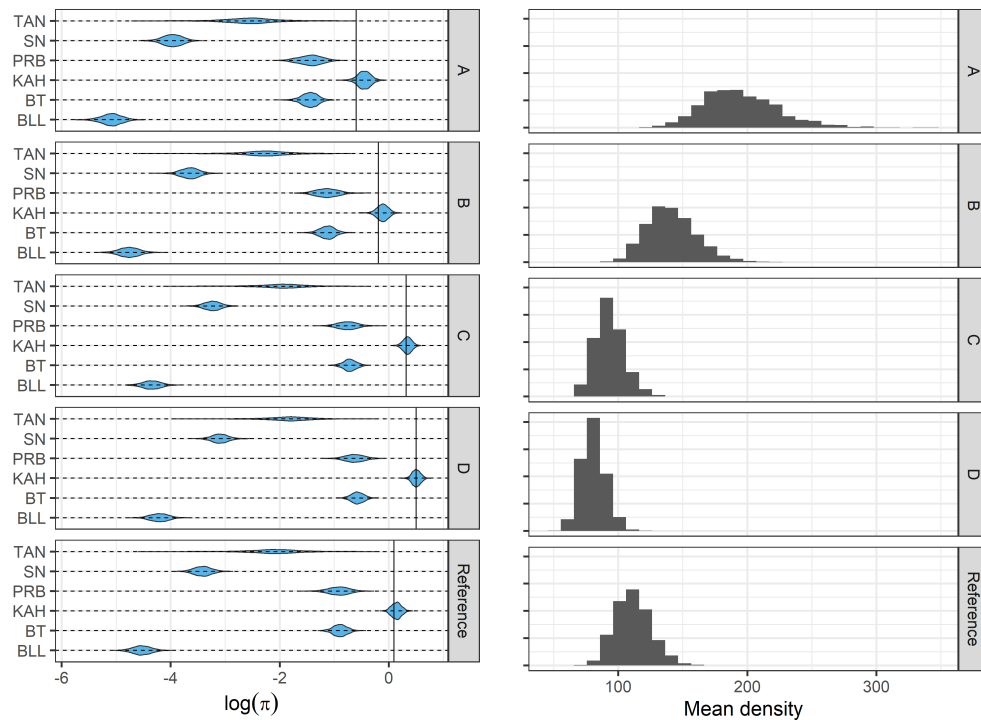 TAN
SN
PRB
KAH
BT
BLL
A
TAN
SN
PRB
KAH
BT
BLL
B
TAN
SN
PRB
KAH
BT
BLL
C
TAN
SN
PRB
KAH
BT
BLL
D
TAN
SN
PRB
KAH
BT
BLL
Reference
-6 -4 -2 0
log(π)
A
B
C
D
Reference
100 200 300
Mean density